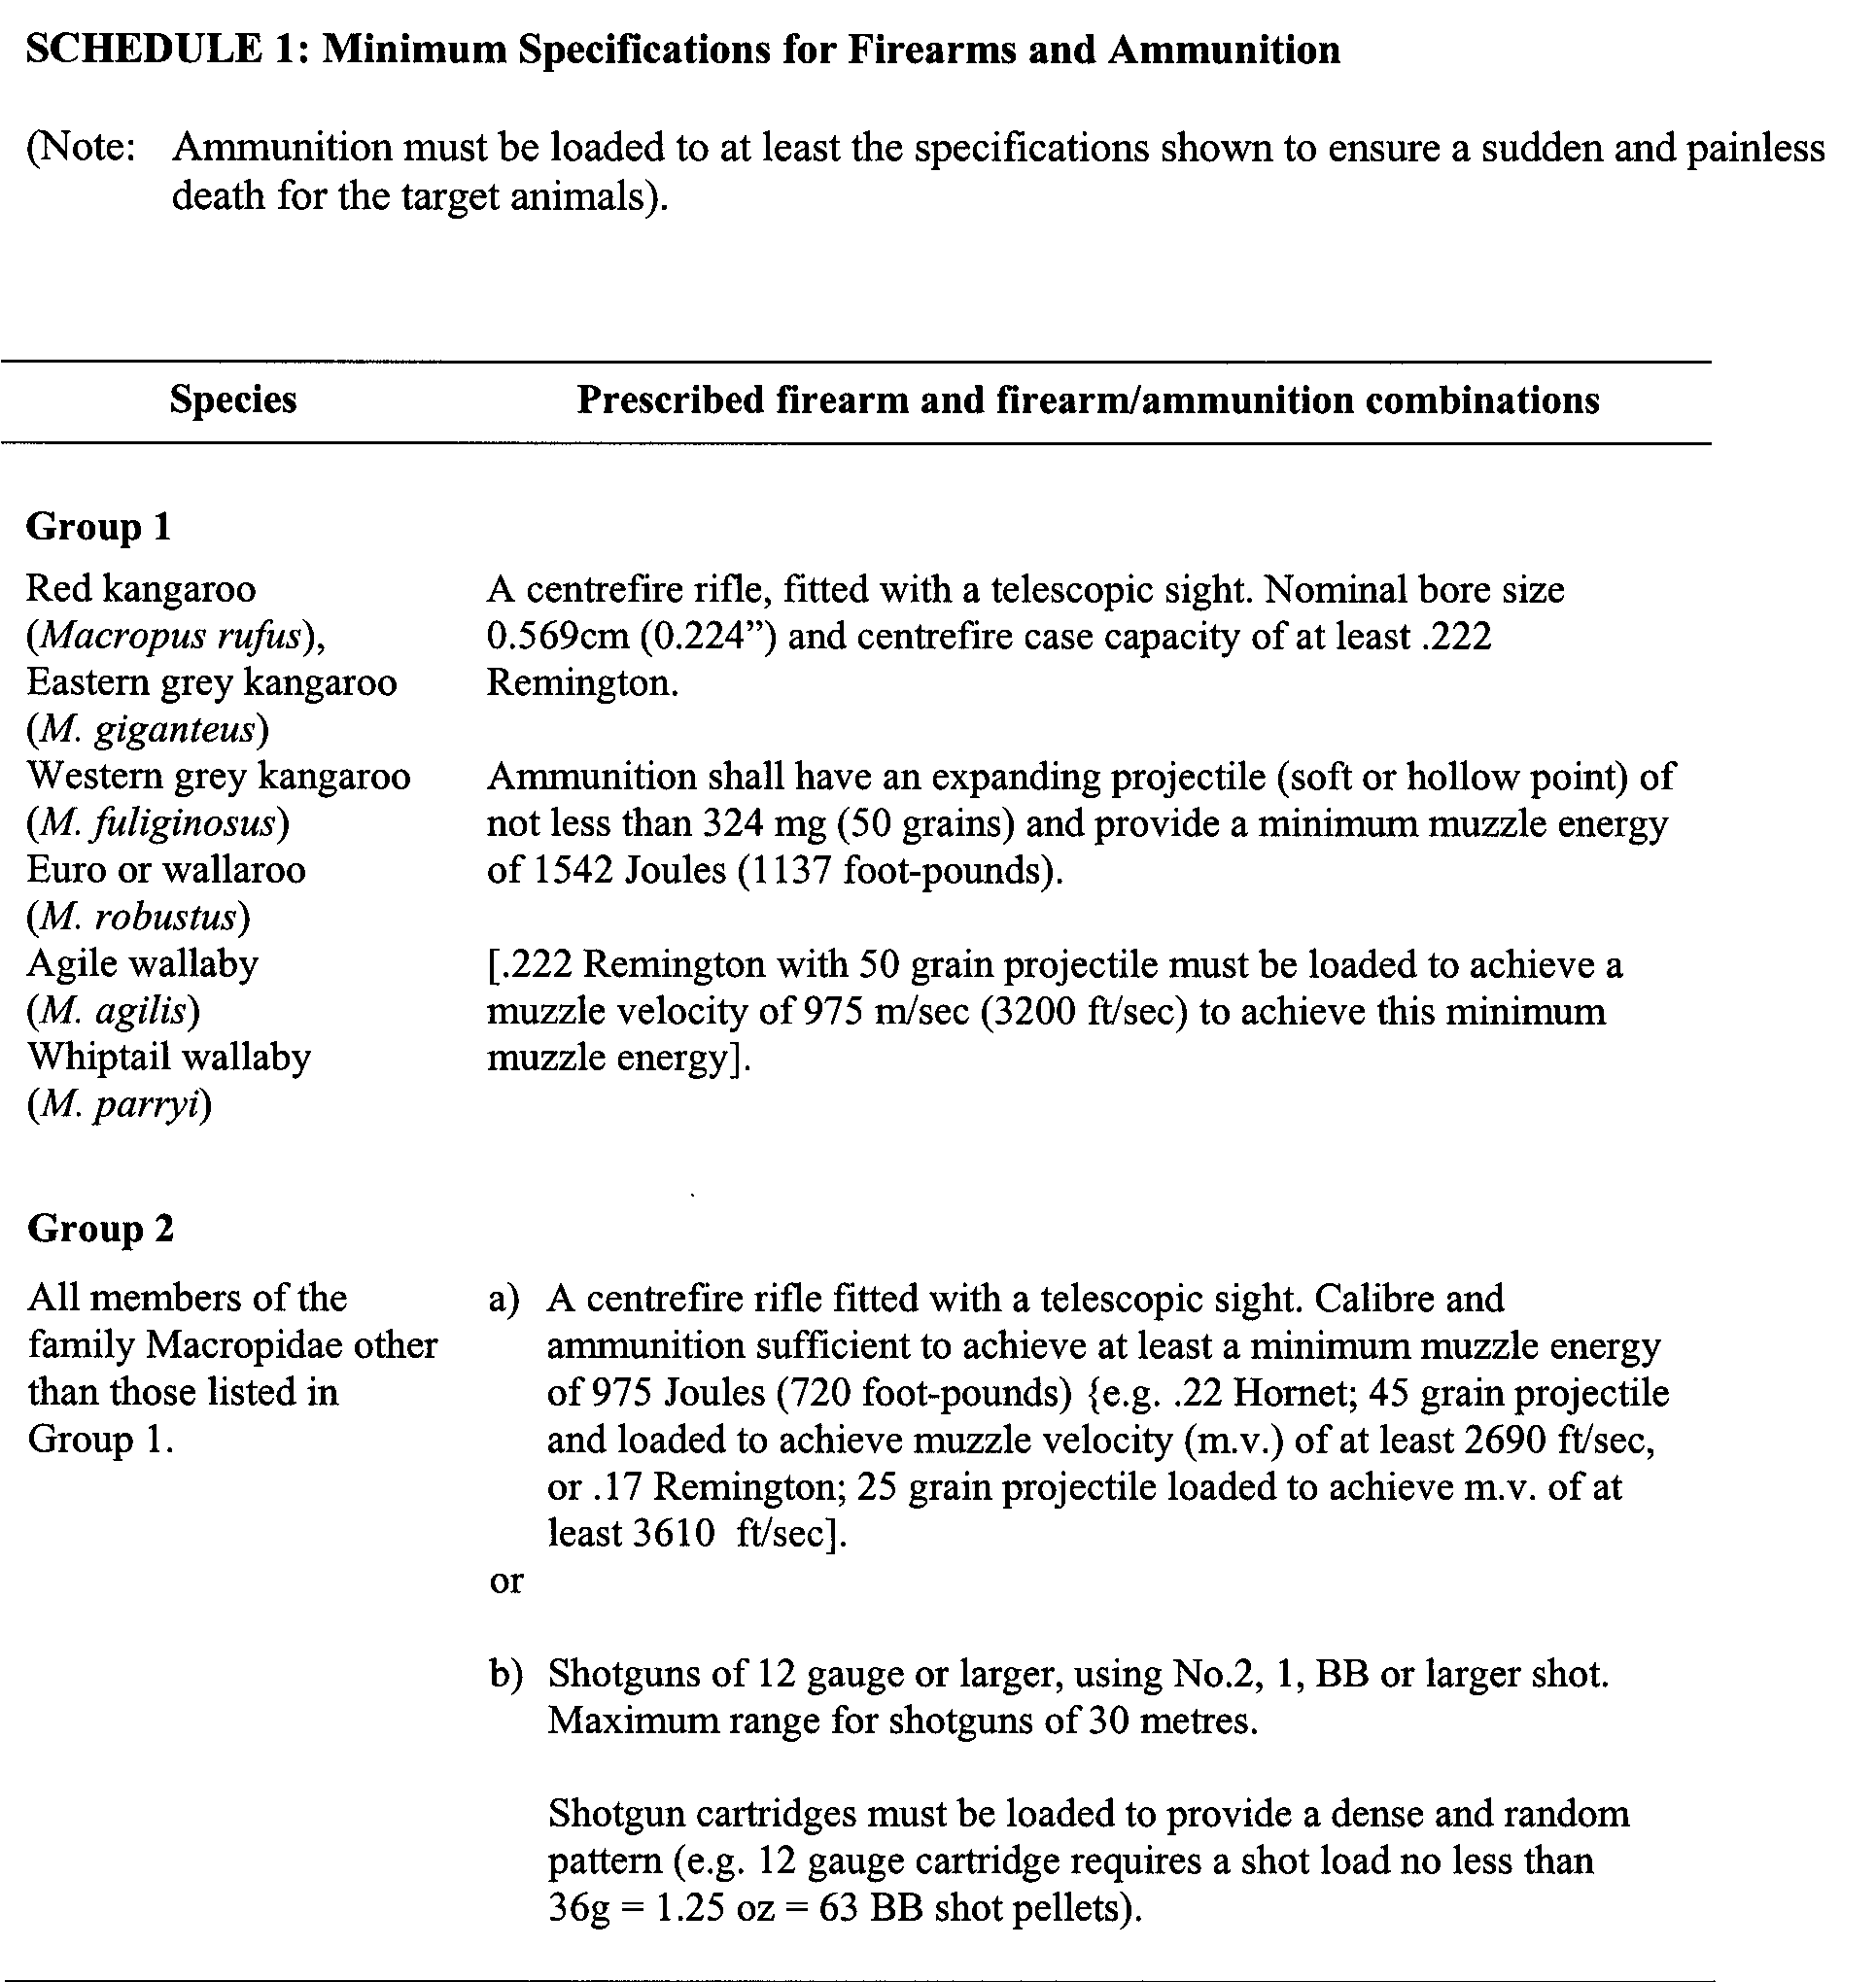 SCHEDULE 1: Minimum Specifications for Firearms and Ammunition
(Note: Ammunition must be loaded to at least the specifications shown to ensure a sudden and painless
death for the target animals).
Species Prescribed firearm and firearm/ammunition combinations
Group 1
Red kangaroo A centrefire rifle, fitted with a telescopic sight. Nominal bore size
(Macropus rufus), 0.569cm (0.224”) and centrefire case capacity of at least .222
Eastern grey kangaroo Remington.
(M. giganteus)
Western grey kangaroo Ammunition shall have an expanding projectile (soft or hollow point) of
(M. fuliginosus) not less than 324 mg (50 grains) and provide a minimum muzzle energy
Euro or wallaroo of 1542 Joules (1137 foot-pounds).
(M. robustus)
Agile wallaby [.222 Remington with 50 grain projectile must be loaded to achieve a
(M. agilis) muzzle velocity of 975 m/sec (3200 ft/sec) to achieve this minimum
Whiptail wallaby muzzle energy].
(M. parryi)
Group 2
All members of the a) A centrefire rifle fitted with a telescopic sight. Calibre and
family Macropidae other ammunition sufficient to achieve at least a minimum muzzle energy
than those listed in of 975 Joules (720 foot-pounds) {e.g. .22 Hornet; 45 grain projectile
Group 1. and loaded to achieve muzzle velocity (m.v.) of at least 2690 ft/sec,
or .17 Remington; 25 grain projectile loaded to achieve m.v. of at
least 3610 ft/sec].
or
b) Shotguns of 12 gauge or larger, using No.2, 1, BB or larger shot.
Maximum range for shotguns of 30 metres.
Shotgun cartridges must be loaded to provide a dense and random
pattern (e.g. 12 gauge cartridge requires a shot load no less than
36g = 1.25 oz = 63 BB shot pellets).